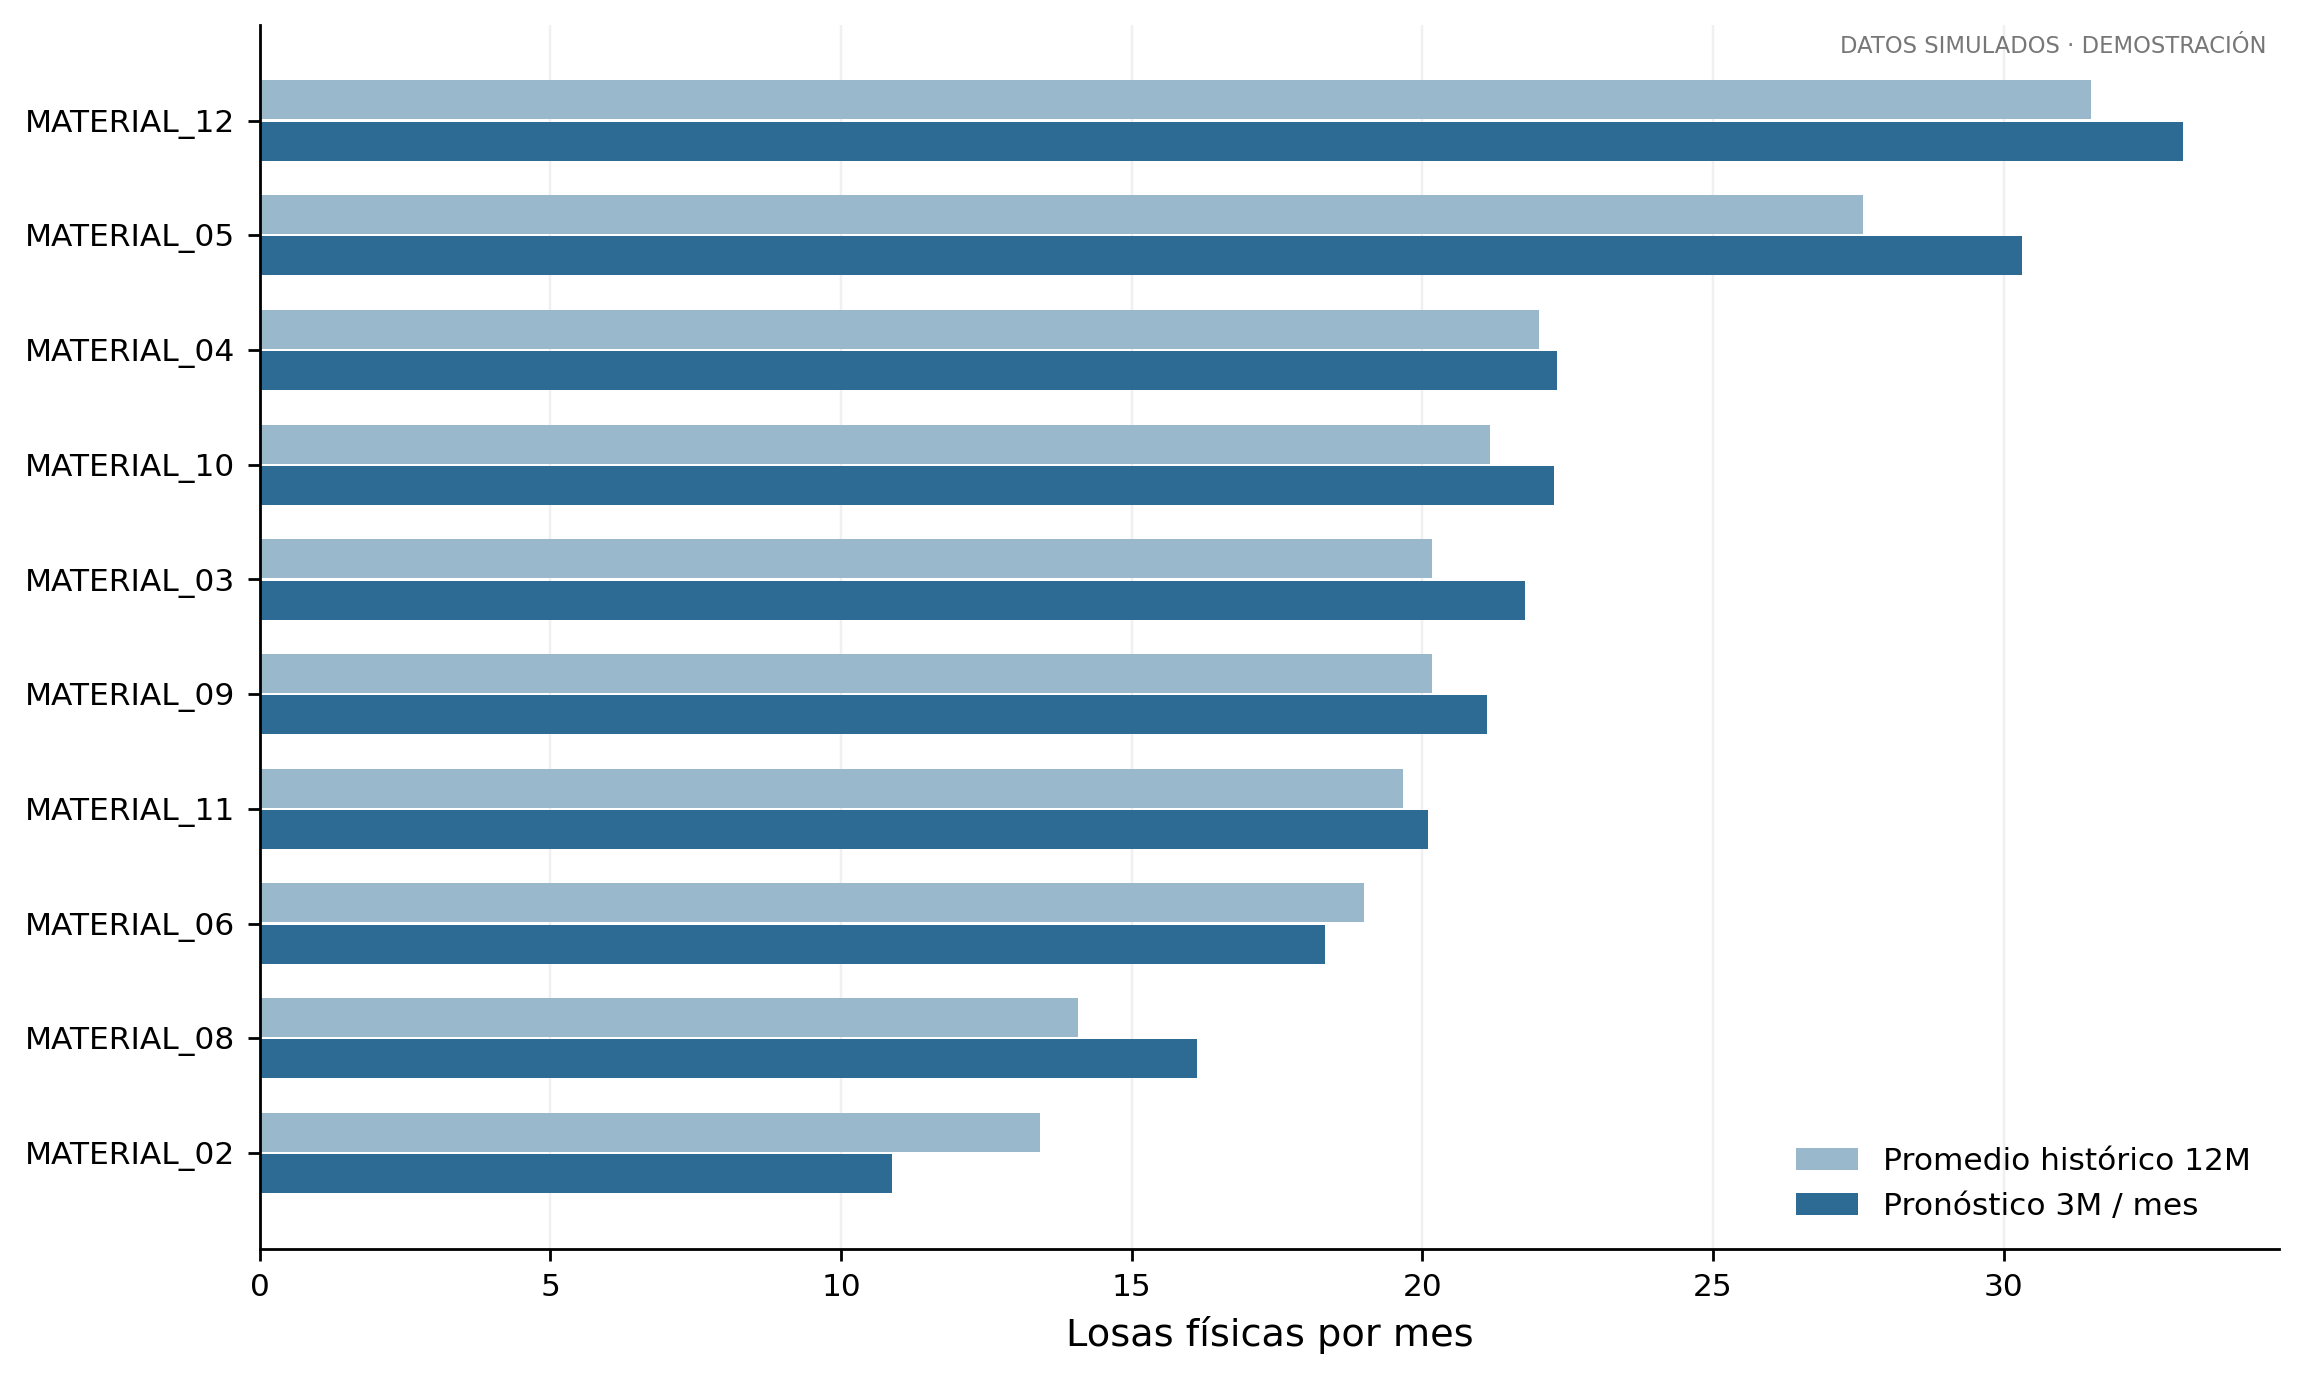 DATOS SIMULADOS · DEMOSTRACIÓN
MATERIAL_12
MATERIAL_05
MATERIAL_04
MATERIAL_10
MATERIAL_03
MATERIAL_09
MATERIAL_11
MATERIAL_06
MATERIAL_08
MATERIAL_02
Promedio histórico 12M
Pronóstico 3M / mes
0 5 10 15 20 25 30
Losas físicas por mes